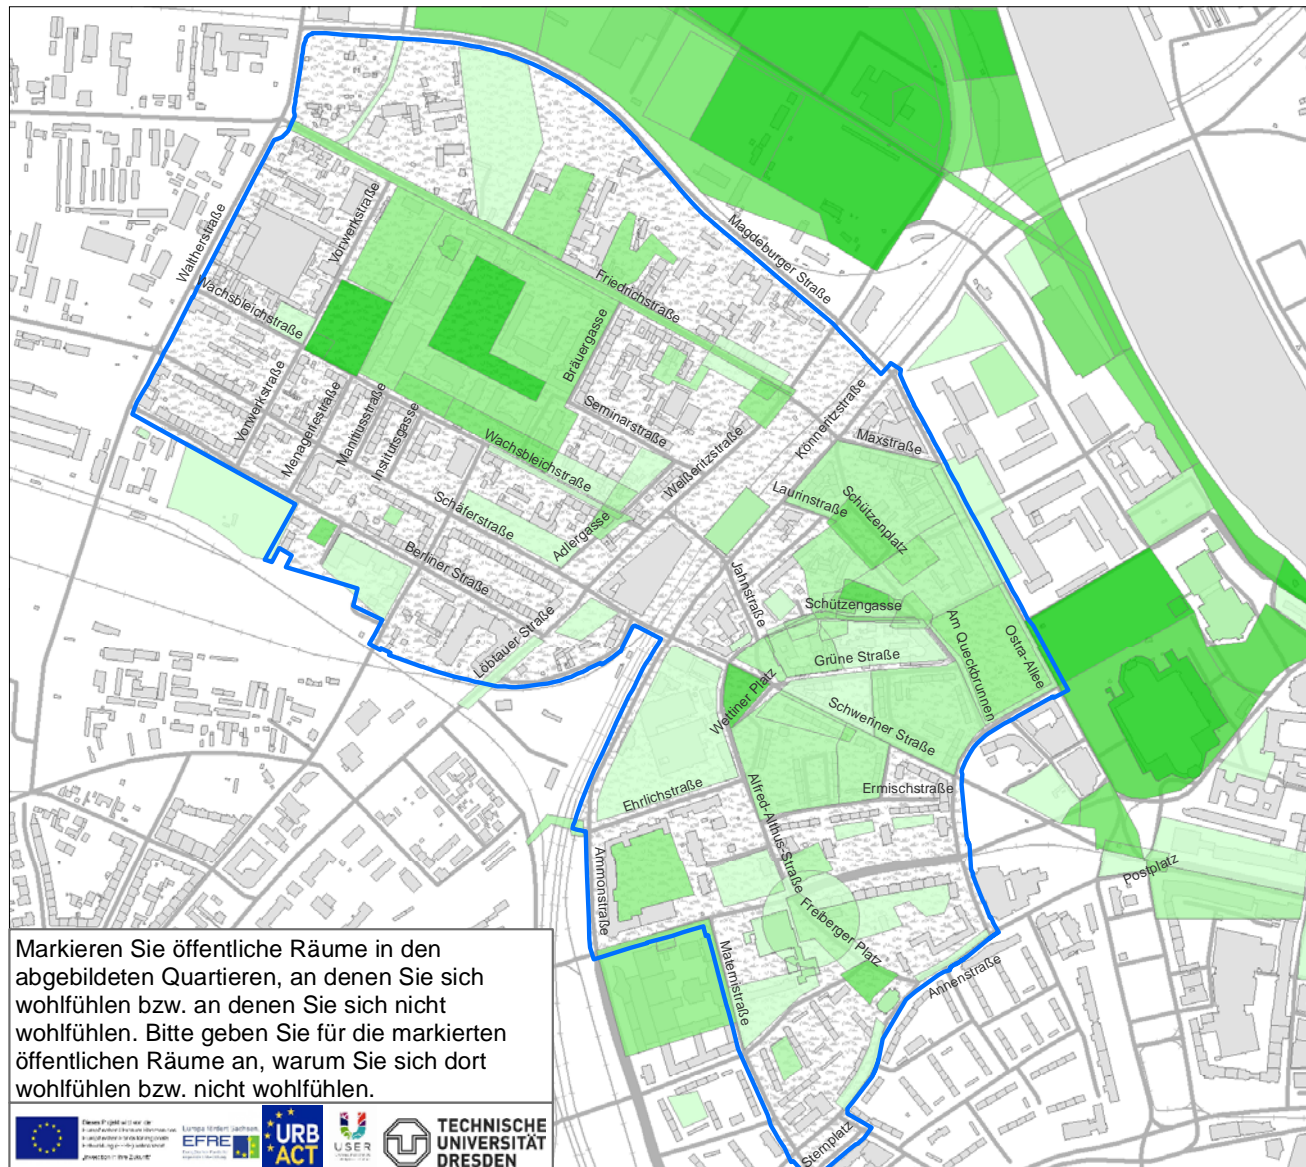 Magdeburger Straße
Waltherstraße
Vorwerkstraße
Friedrichstraße
Wachsbleichstraße
Bräuergasse
Vorwerkstraße
Menageriestraße
Manitiusstraße
Institutsgasse
Seminarstraße
Wachsbleichstraße
Weißeritzstraße
Könneritzstraße
Maxstraße
Laurinstraße
Schützenplatz
Schäferstraße
Adlergasse
Berliner Straße
Löbtauer Straße
Jahnstraße
Schützengasse
Am Queckbrunnen
Ostra-Allee
Grüne Straße
Wettiner Platz
Schweriner Straße
Ehrlichstraße
Alfred-Althus-Straße
Ermischstraße
Ammonstraße
Postplatz
Freiberger Platz
Maternistraße
Annenstraße
Sternplatz
Markieren Sie öffentliche Räume in den
abgebildeten Quartieren, an denen Sie sich
wohlfühlen bzw. an denen Sie sich nicht
wohlfühlen. Bitte geben Sie für die markierten
öffentlichen Räume an, warum Sie sich dort
wohlfühlen bzw. nicht wohlfühlen.
Europa fördert Sachsen
EFRE
URB
ACT
USER
TECHNISCHE
UNIVERSITÄT
DRESDEN